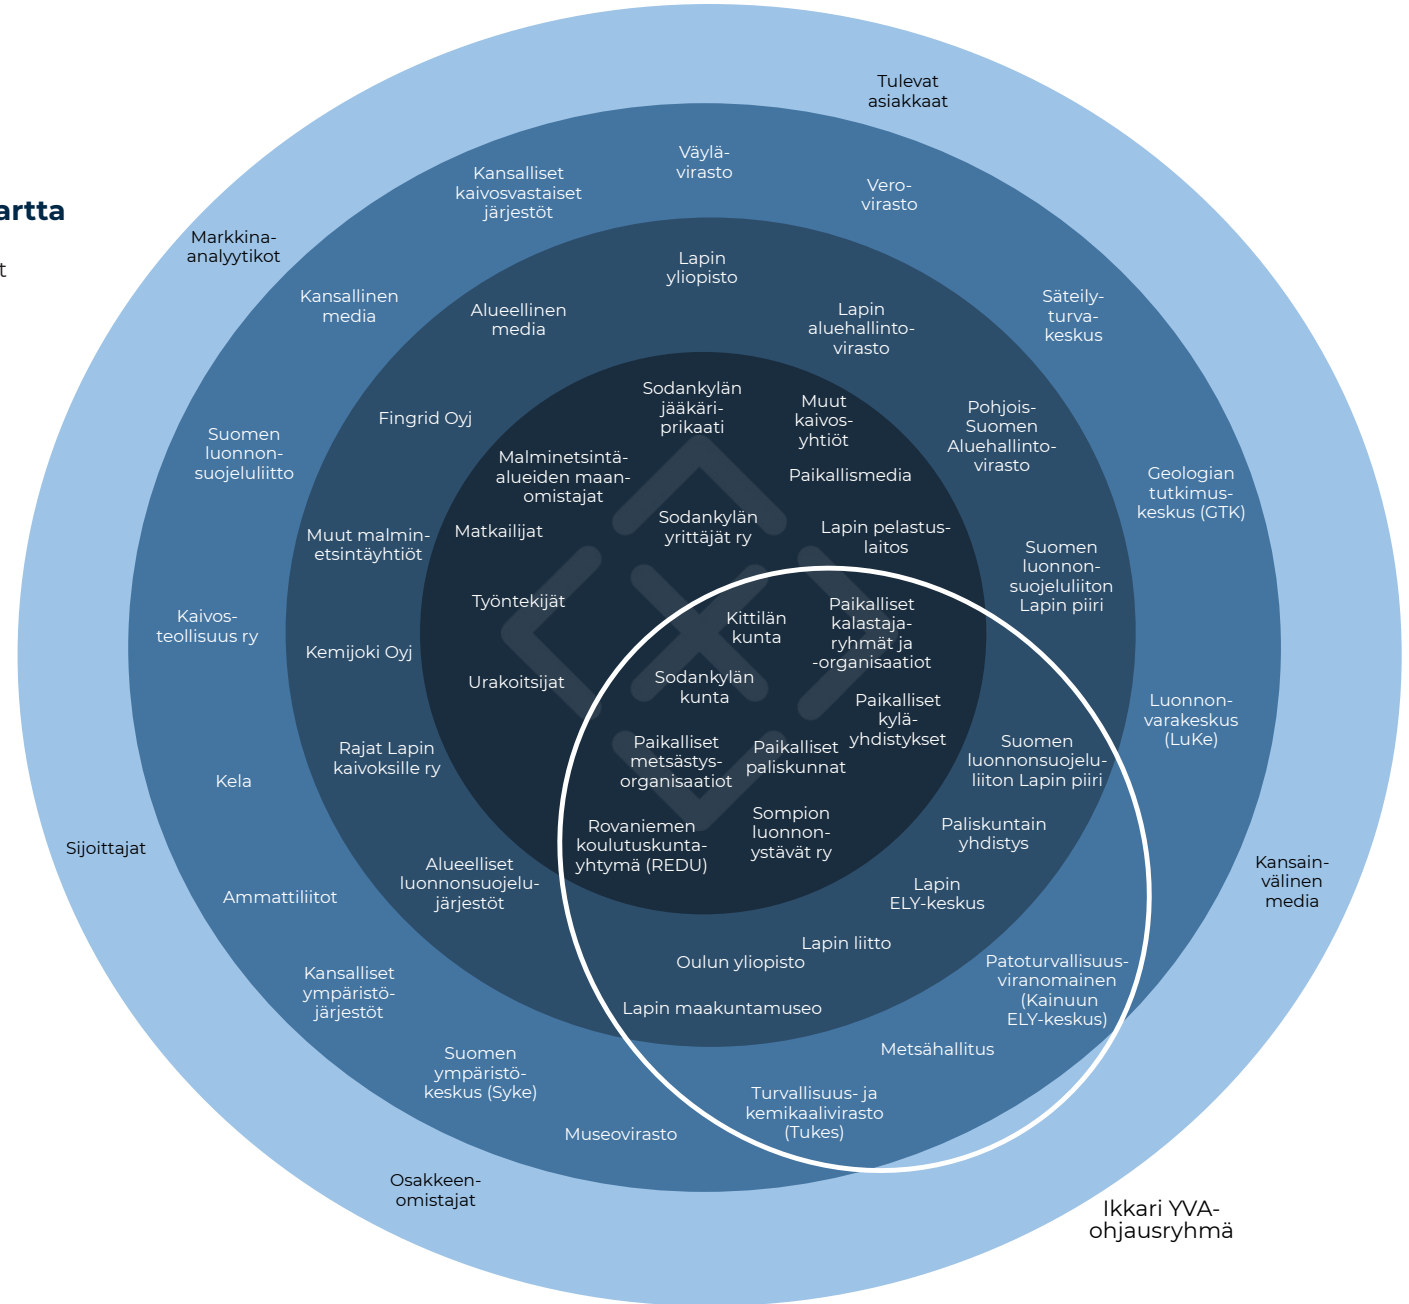 artta
t
Tulevat
asiakkaat
Markkina-
analyytikot
Sijoittajat
Osakkeen-
omistajat
Kansain-
välinen
media
Kansalliset
kaivosvastaiset
järjestöt
Väylä-
virasto
Vero-
virasto
Säteily-
turva-
keskus
Geologian
tutkimus-
keskus (GTK)
Luonnon-
varakeskus
(LuKe)
Kansallinen
media
Suomen
luonnon-
suojeluliitto
Kaivos-
teollisuus ry
Kela
Ammattiliitot
Kansalliset
ympäristö-
järjestöt
Suomen
ympäristö-
keskus (Syke)
Museovirasto
Turvallisuus- ja
kemikaalivirasto
(Tukes)
Metsähallitus
Patoturvallisuus-
viranomainen
(Kainuun
ELY-keskus)
Lapin
yliopisto
Alueellinen
media
Lapin
aluehallinto-
virasto
Pohjois-
Suomen
Aluehallinto-
virasto
Suomen
luonnon-
suojeluliiton
Lapin piiri
Fingrid Oyj
Muut malmin-
etsintäyhtiöt
Kemijoki Oyj
Rajat Lapin
kaivoksille ry
Alueelliset
luonnonsuojelu-
järjestöt
Suomen
luonnonsuojelu-
liiton Lapin piiri
Paliskuntain
yhdistys
Lapin
ELY-keskus
Lapin liitto
Oulun yliopisto
Lapin maakuntamuseo
Sodankylän
jääkäri-
prikaati
Muut
kaivos-
yhtiöt
Malminetsintä-
alueiden maan-
omistajat
Paikallismedia
Matkailijat
Sodankylän
yrittäjät ry
Lapin pelastus-
laitos
Työntekijät
Urakoitsijat
Kittilän
kunta
Paikalliset
kalastaja-
ryhmät ja
-organisaatiot
Sodankylän
kunta
Paikalliset
kylä-
yhdistykset
Paikalliset
metsästys-
organisaatiot
Paikalliset
paliskunnat
Rovaniemen
koulutuskunta-
yhtymä (REDU)
Sompion
luonnon-
ystävät ry
Ikkari YVA-
ohjausryhmä